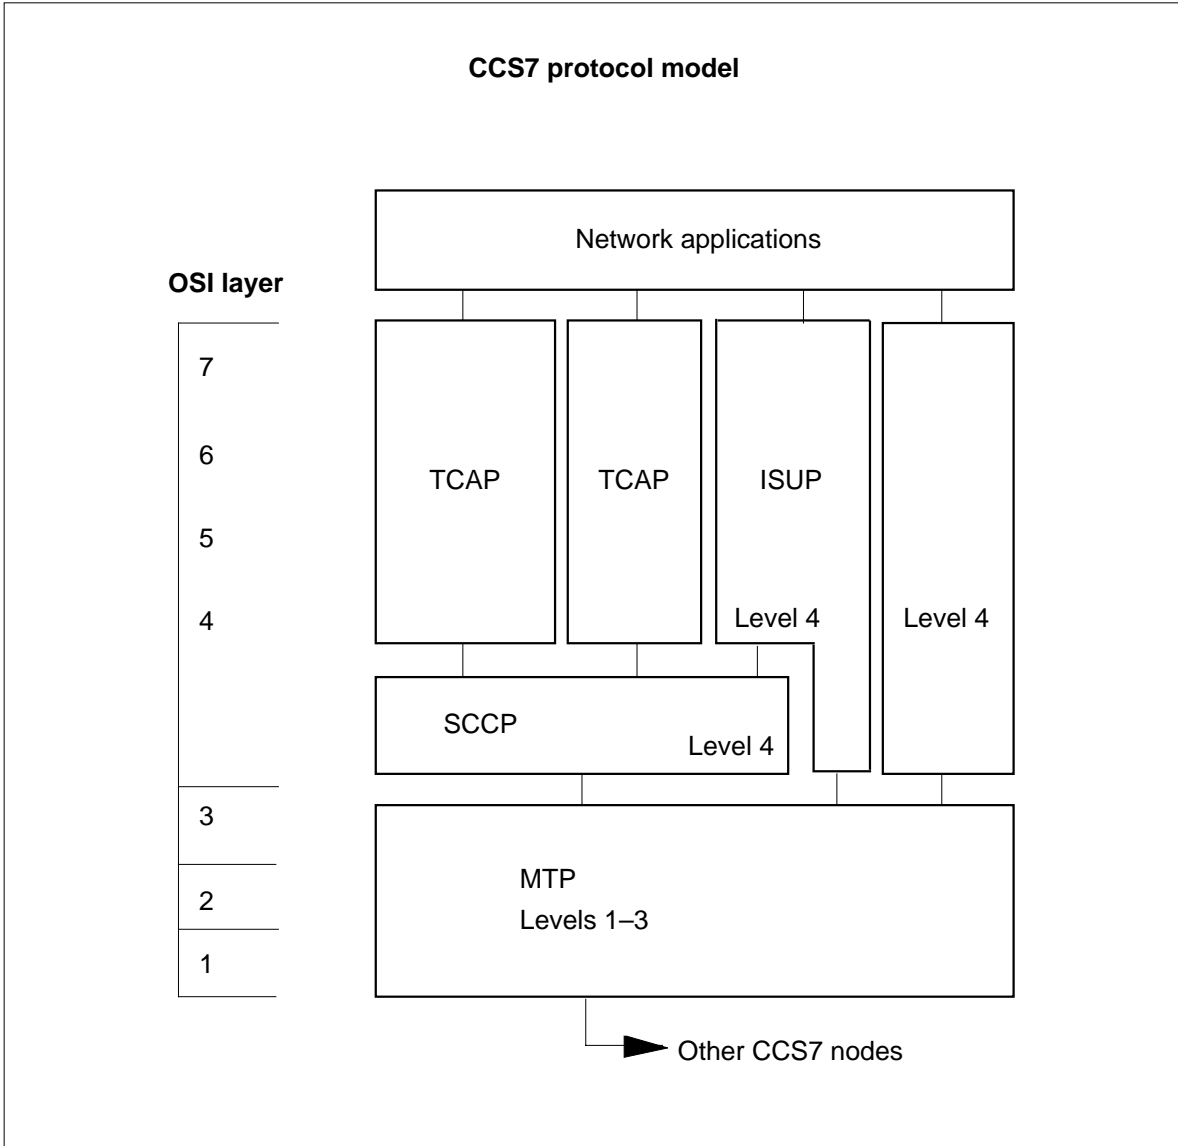 CCS7 protocol model
Network applications
OSI layer
7
6
TCAP
TCAP
ISUP
5
4
Level 4
Level 4
SCCP
Level 4
3
MTP
2
Levels 1–3
1
Other CCS7 nodes